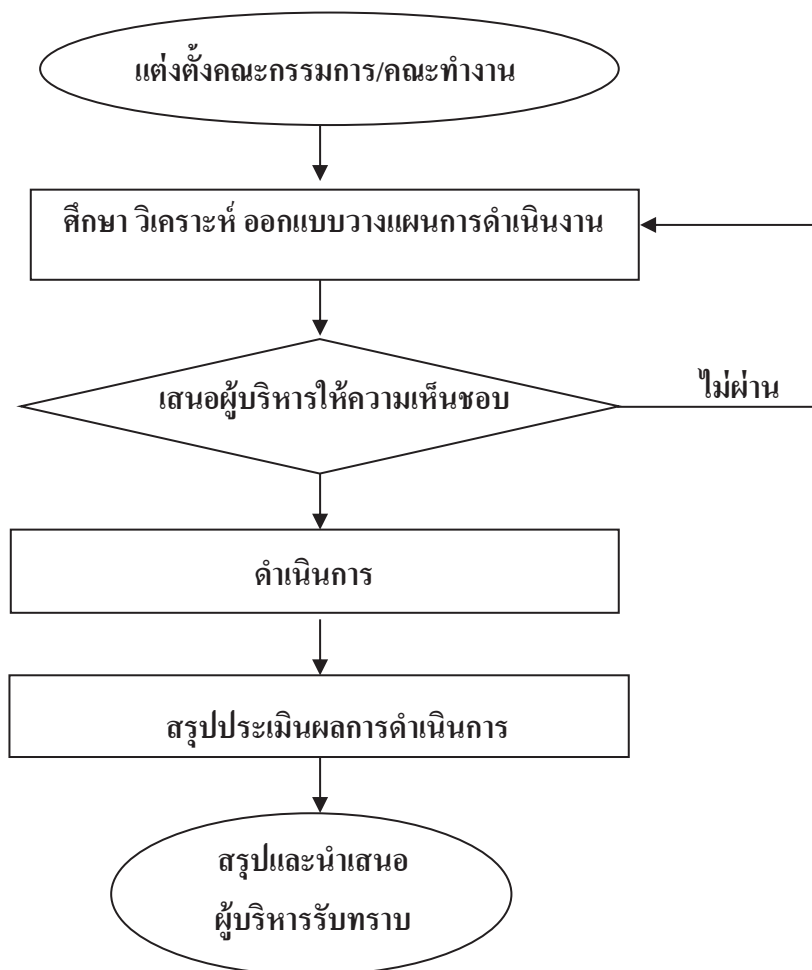 แต่งตั้งคณะกรรมการ/คณะทำงาน
ศึกษา วิเคราะห์ ออกแบบวางแผนการดำเนินงาน
เสนอผู้บริหารให้ความเห็นชอบ
ไม่ผ่าน
ดำเนินการ
สรุปประเมินผลการดำเนินการ
สรุปและนำเสนอ
ผู้บริหารรับทราบ